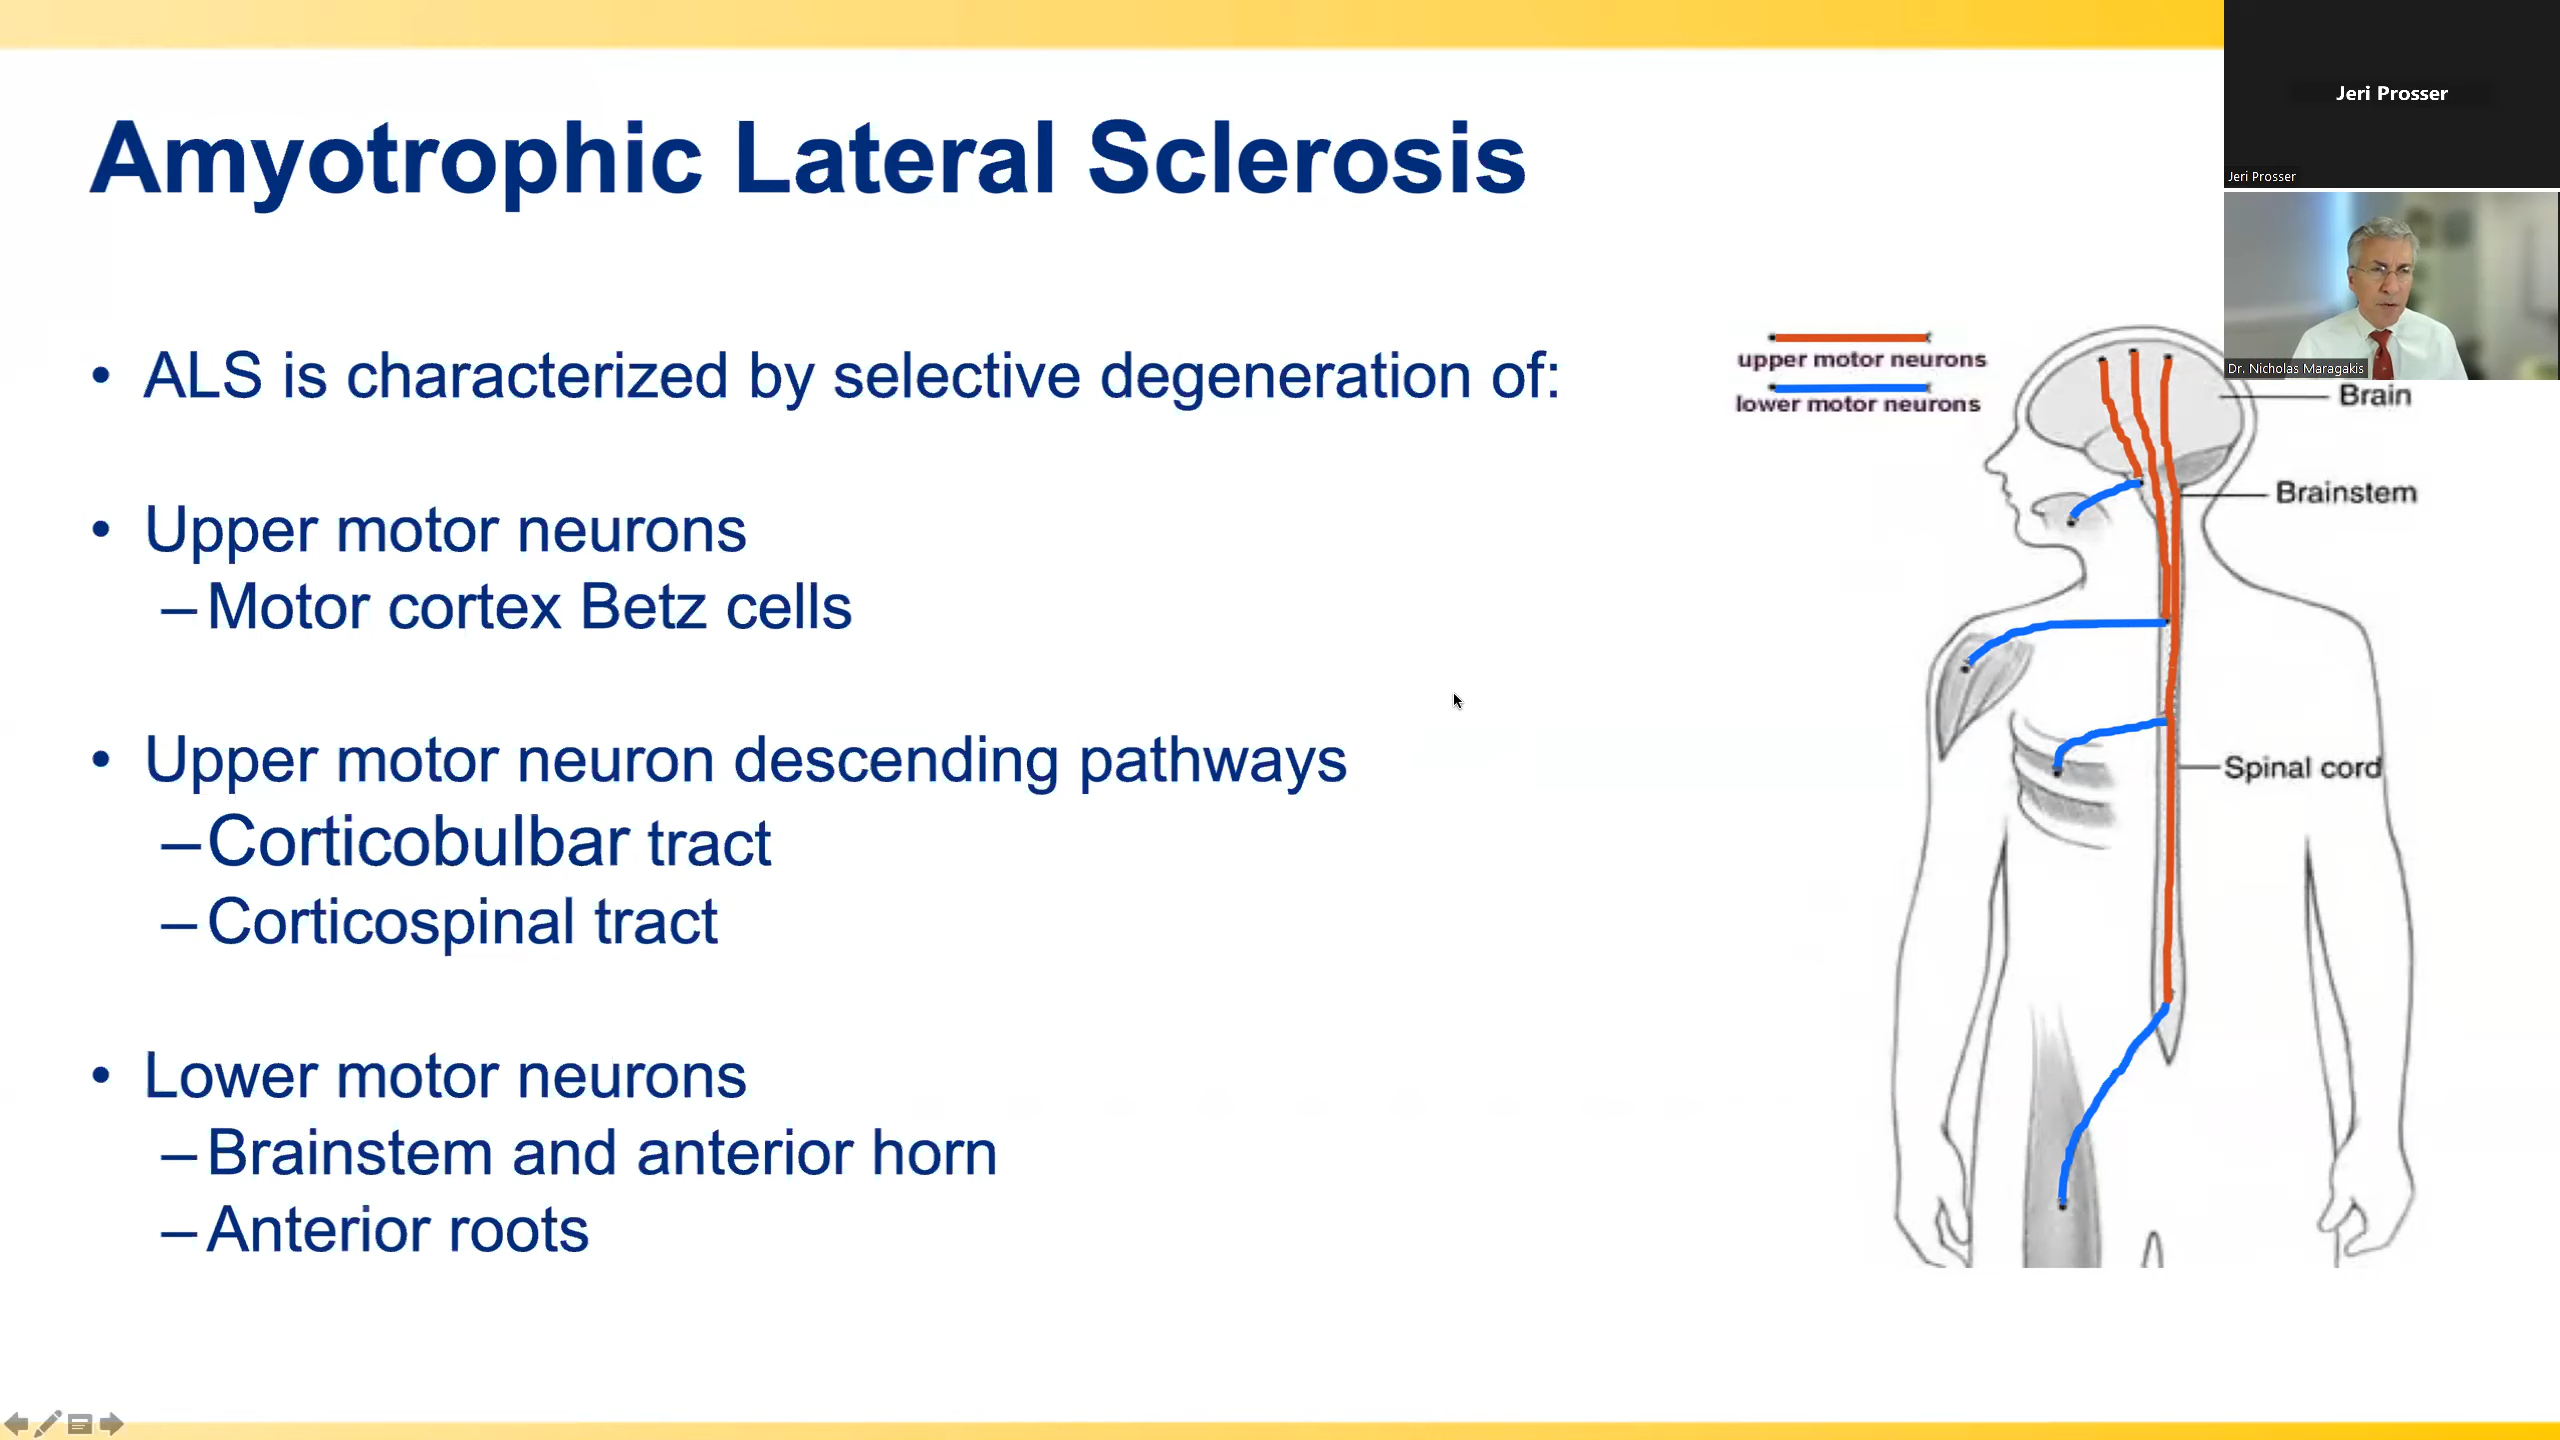 Amyotrophic Lateral Sclerosis
• ALS is characterized by selective degeneration of:
• Upper motor neurons
–Motor cortex Betz cells
• Upper motor neuron descending pathways
–Corticobulbar tract
–Corticospinal tract
• Lower motor neurons
–Brainstem and anterior horn
–Anterior roots
upper motor neurons
lower motor neurons
Brain
Brainstem
Spinal cord
Jeri Prosser
Jeri Prosser
Dr. Nicholas Maragakis